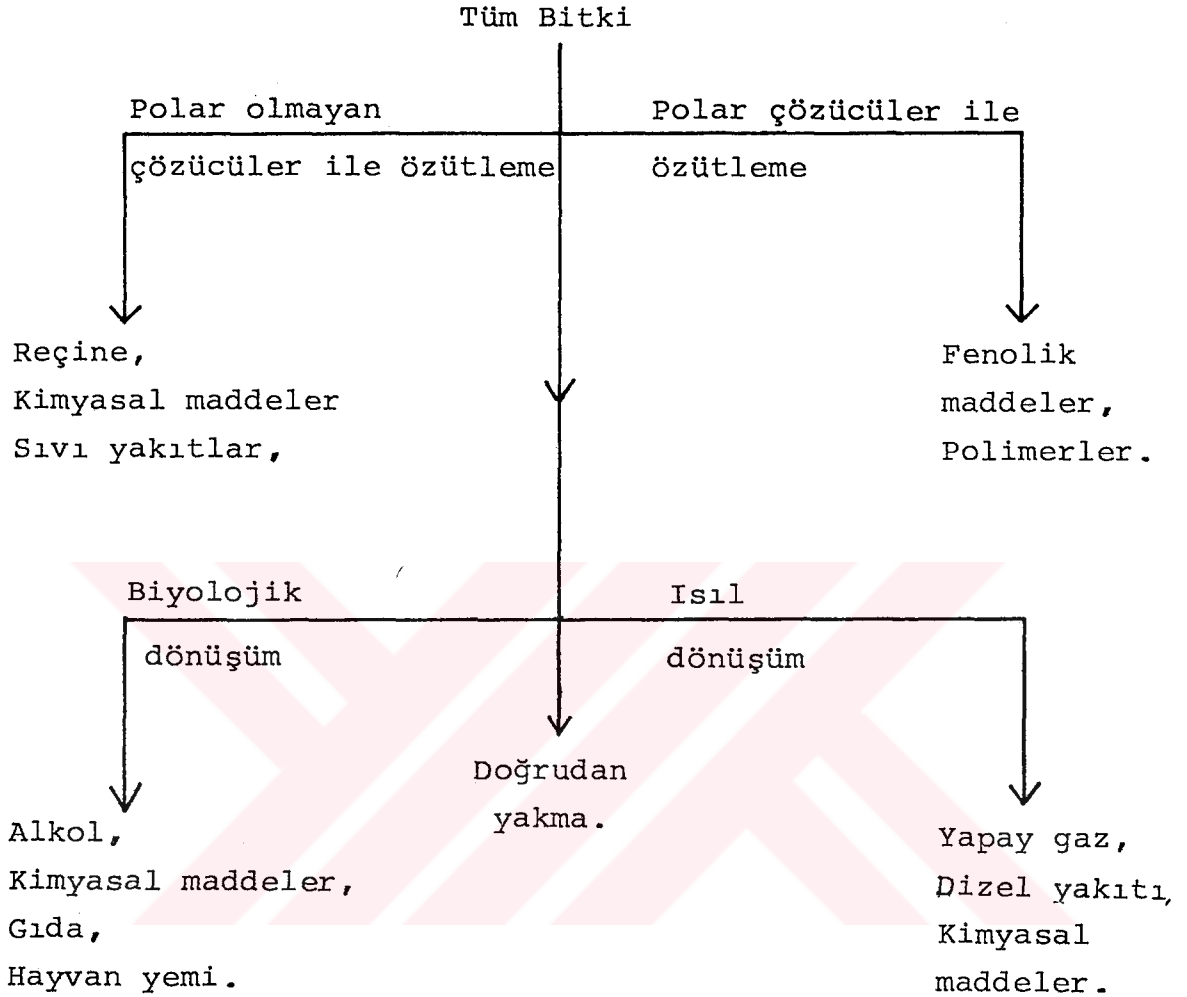 Tüm Bitki
Polar olmayan
çözücüler ile özütleme
Polar çözücüler ile
özütleme
Reçine,
Kimyasal maddeler
Sıvı yakıtlar,
Fenolik
maddeler,
Polimerler.
Biyolojik
dönüşüm
Isıl
dönüşüm
Doğrudan
yakma.
Alkol,
Kimyasal maddeler,
Gıda,
Hayvan yemi.
Yapay gaz,
Dizel yakıtı,
Kimyasal
maddeler.